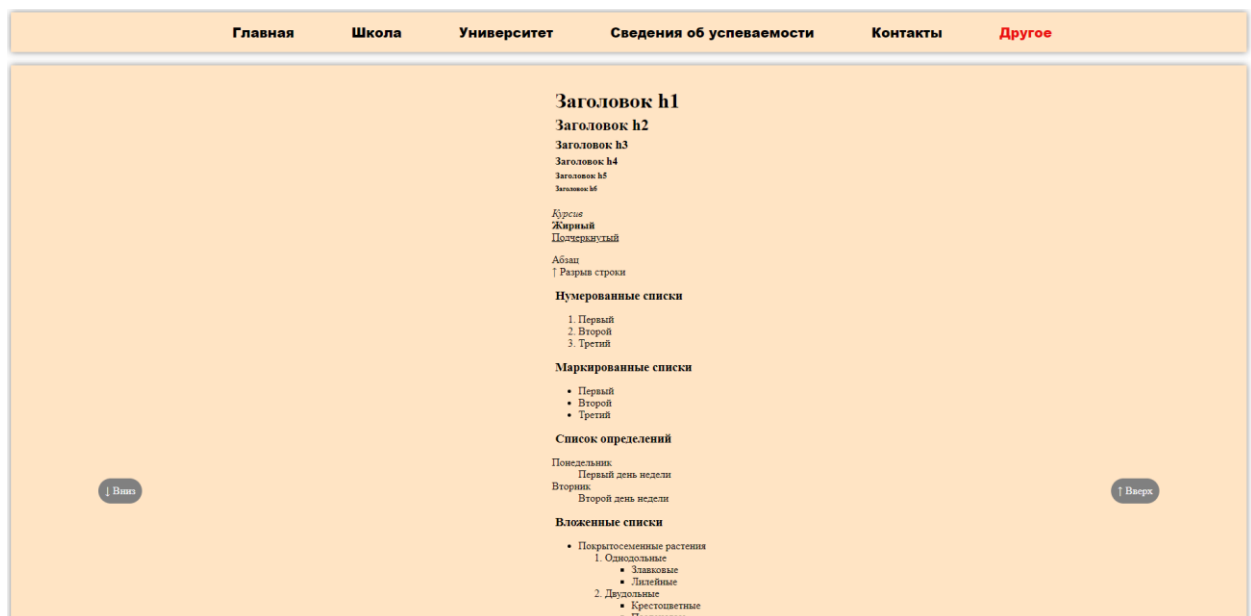 Главная Школа Университет Сведения об успеваемости Контакты Другое
Заголовок h1
Заголовок h2
Заголовок h3
Заголовок h4
Заголовок h5
Заголовок h6
Курсив
Жирный
Подчеркнутый
Абзац
↑ Разрыв строки
Нумерованные списки
1. Первый
2. Второй
3. Третий
Маркированные списки
• Первый
• Второй
• Третий
Список определений
Понедельник
Первый день недели
Вторник
Второй день недели
↓ Вниз
↑ Вверх
Вложенные списки
• Покрытосеменные растения
1. Однодольные
▪ Злаковые
▪ Лилейные
2. Двудольные
▪ Крестоцветные